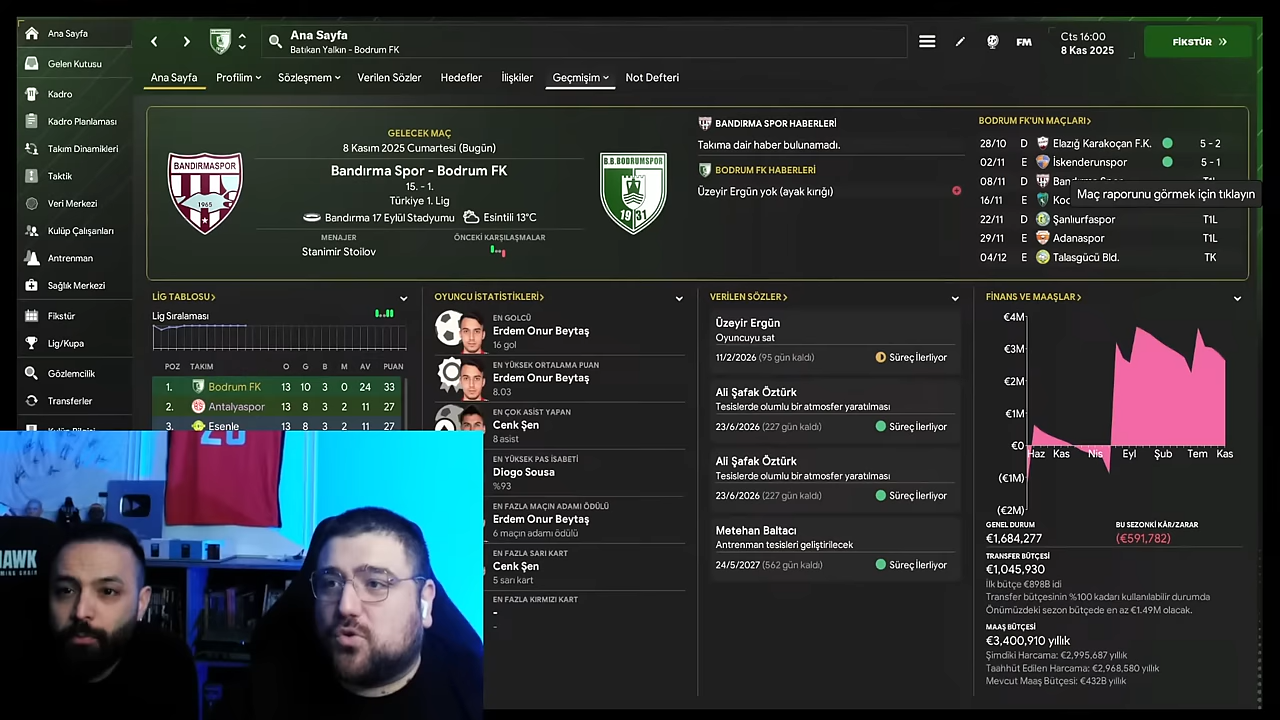 Ana Sayfa
Gelen Kutusu
Kadro
Kadro Planlaması
Takım Dinamikleri
Taktik
Veri Merkezi
Kulüp Çalışanları
Antrenman
Sağlık Merkezi
Fikstür
Lig/Kupa
Gözlemcilik
Transferler
Ana Sayfa
Batıkan Yalkın - Bodrum FK
FM
Cts 16:00
8 Kas 2025
FİKSTÜR
Ana Sayfa Profilim Sözleşmem Verilen Sözler Hedefler İlişkiler Geçmişim Not Defteri
GELECEK MAÇ
8 Kasım 2025 Cumartesi (Bugün)
Bandırma Spor - Bodrum FK
15. - 1.
Türkiye 1. Lig
Bandırma 17 Eylül Stadyumu Esintili 13°C
MENAJER
Stanimir Stoilov
ÖNCEKİ KARŞILAŞMALAR
BANDIRMASPOR
1965
B.B.BODRUMSPOR
19 31
BANDIRMA SPOR HABERLERİ
Takıma dair haber bulunamadı.
BODRUM FK HABERLERİ
Üzeyir Ergün yok (ayak kırığı)
BODRUM FK'UN MAÇLARI
28/10 D Elazığ Karakoçan F.K. 5 - 2
02/11 E İskenderunspor 5 - 1
08/11 D
Maç raporunu görmek için tıklayın
16/11 E
22/11 D Şanlıurfaspor T1L
29/11 E Adanaspor T1L
04/12 E Talasgücü Bld. TK
LİG TABLOSU
Lig Sıralaması
POZ TAKIM O G B M AV PUAN
1. Bodrum FK 13 10 3 0 24 33
2. Antalyaspor 13 8 3 2 11 27
3. Esenle 13 8 3 2 11 27
OYUNCU İSTATİSTİKLERİ
EN GOLCÜ
Erdem Onur Beytaş
16 gol
EN YÜKSEK ORTALAMA PUAN
Erdem Onur Beytaş
8.03
EN ÇOK ASİST YAPAN
Cenk Şen
8 asist
EN YÜKSEK PAS İSABETİ
Diogo Sousa
%93
EN FAZLA MAÇIN ADAMI ÖDÜLÜ
Erdem Onur Beytaş
6 maçın adamı ödülü
EN FAZLA SARI KART
Cenk Şen
5 sarı kart
EN FAZLA KIRMIZI KART
-
-
VERİLEN SÖZLER
Üzeyir Ergün
Oyuncuyu sat
11/2/2026 (95 gün kaldı) Süreç İlerliyor
Ali Şafak Öztürk
Tesislerde olumlu bir atmosfer yaratılması
23/6/2026 (227 gün kaldı) Süreç İlerliyor
Ali Şafak Öztürk
Tesislerde olumlu bir atmosfer yaratılması
23/6/2026 (227 gün kaldı) Süreç İlerliyor
Metehan Baltacı
Antrenman tesisleri geliştirilecek
24/5/2027 (562 gün kaldı) Süreç İlerliyor
FİNANS VE MAAŞLAR
€4M
€3M
€2M
€1M
€0
(€1M)
(€2M)
Haz Kas Nis Eyl Şub Tem Kas
GENEL DURUM
€1,684,277
BU SEZONKİ KÂR/ZARAR
(€591,782)
TRANSFER BÜTÇESİ
€1,045,930
İlk bütçe €898B idi
Transfer bütçesinin %100 kadarı kullanılabilir durumda
Önümüzdeki sezon bütçede en az €1.49M olacak.
MAAŞ BÜTÇESİ
€3,400,910 yıllık
Şimdiki Harcama: €2,995,687 yıllık
Taahhüt Edilen Harcama: €2,968,580 yıllık
Mevcut Maaş Bütçesi: €432B yıllık
HAWK